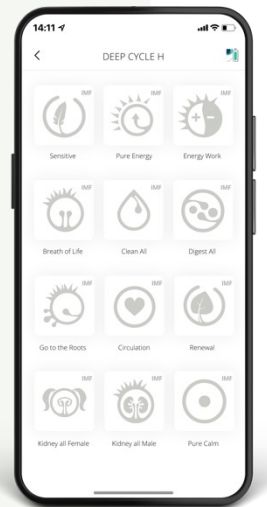 14:11
DEEP CYCLE H
IMF IMF IMF
Sensitive Pure Energy Energy Work
IMF IMF IMF
Breath of Life Clean All Digest All
IMF IMF IMF
Go to the Roots Circulation Renewal
IMF IMF IMF
Kidney all Female Kidney all Male Pure Calm